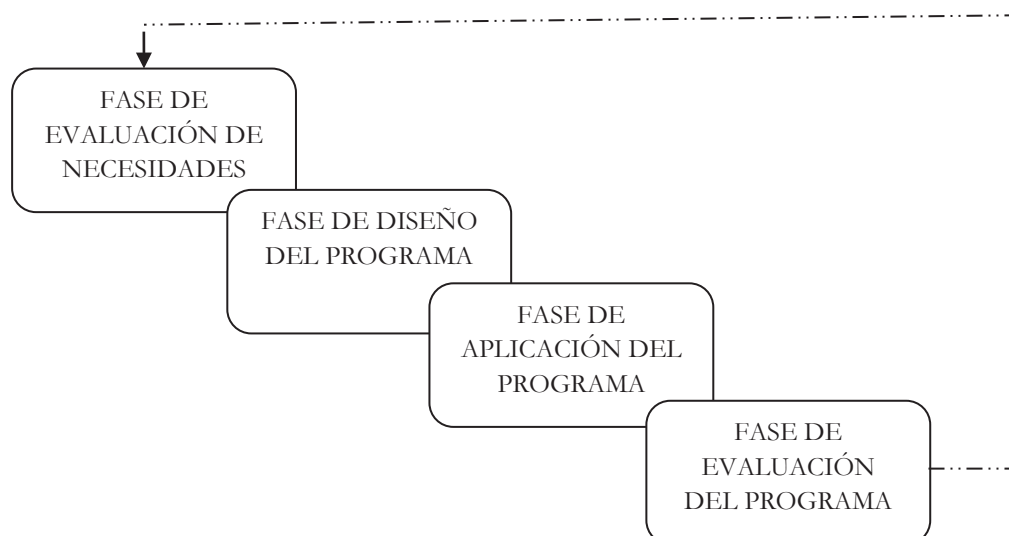 FASE DE
EVALUACIÓN DE
NECESIDADES
FASE DE DISEÑO
DEL PROGRAMA
FASE DE
APLICACIÓN DEL
PROGRAMA
FASE DE
EVALUACIÓN
DEL PROGRAMA